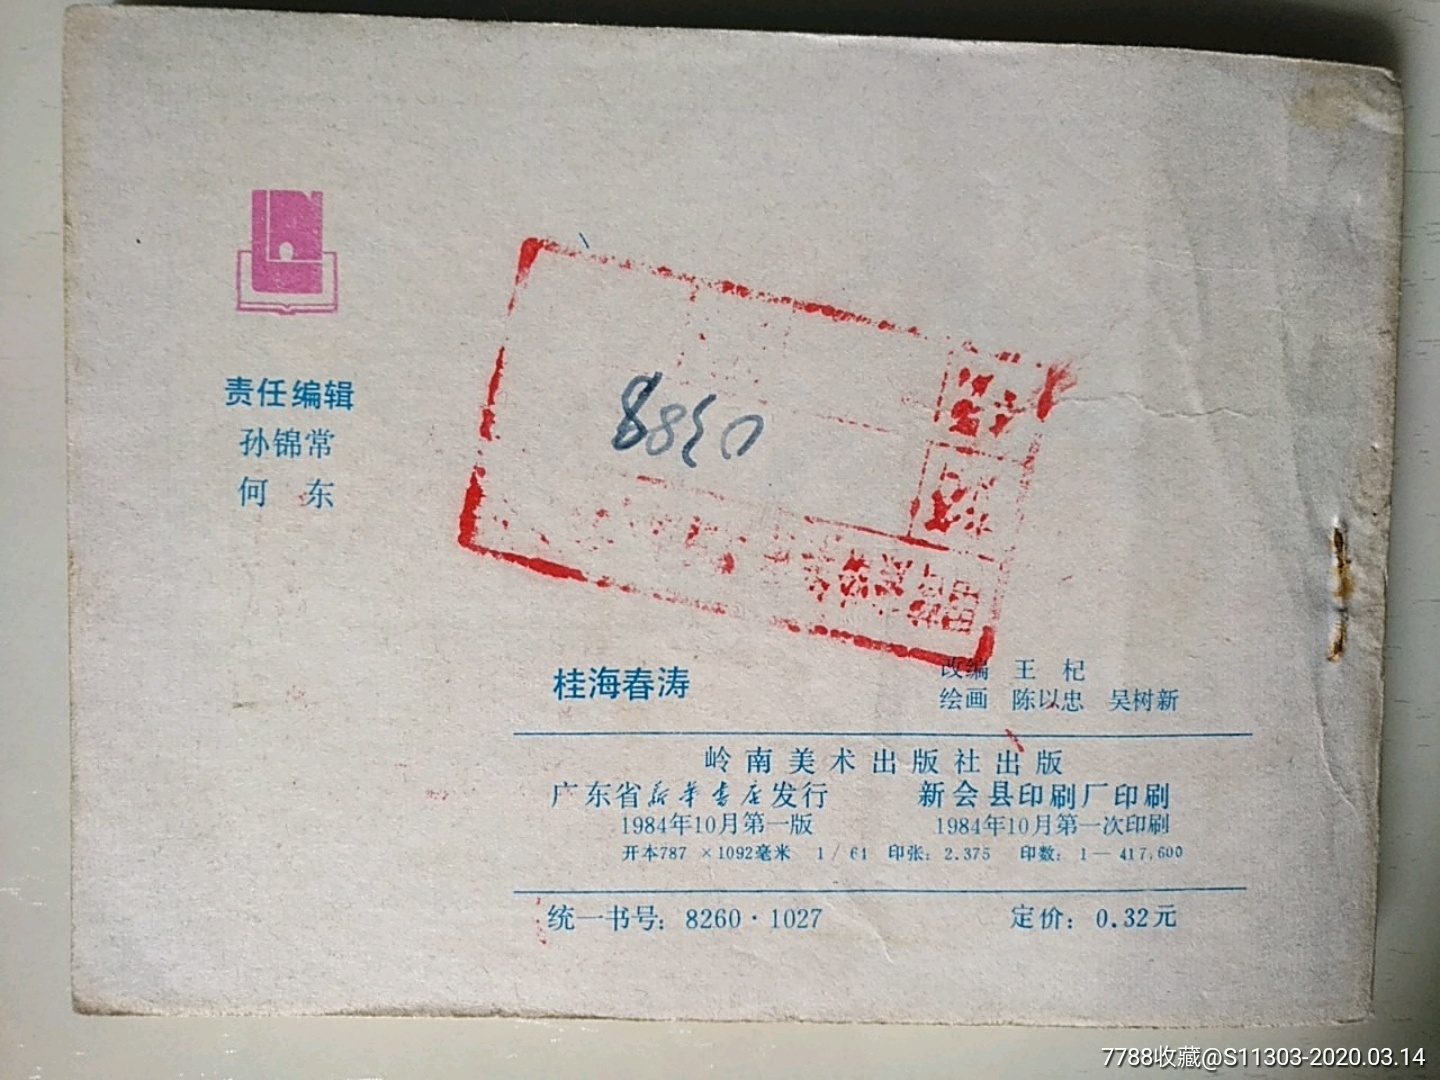 责任编辑
孙锦常
何 东
8850
桂海春涛
改编 王 杞
绘画 陈以忠 吴树新
岭南美术出版社出版
广东省新华书店发行 新会县印刷厂印刷
1984年10月第一版 1984年10月第一次印刷
开本787×1092毫米 1/64 印张：2.375 印数：1—417,600
统一书号：8260·1027 定价：0.32元
7788收藏@S11303-2020.03.14